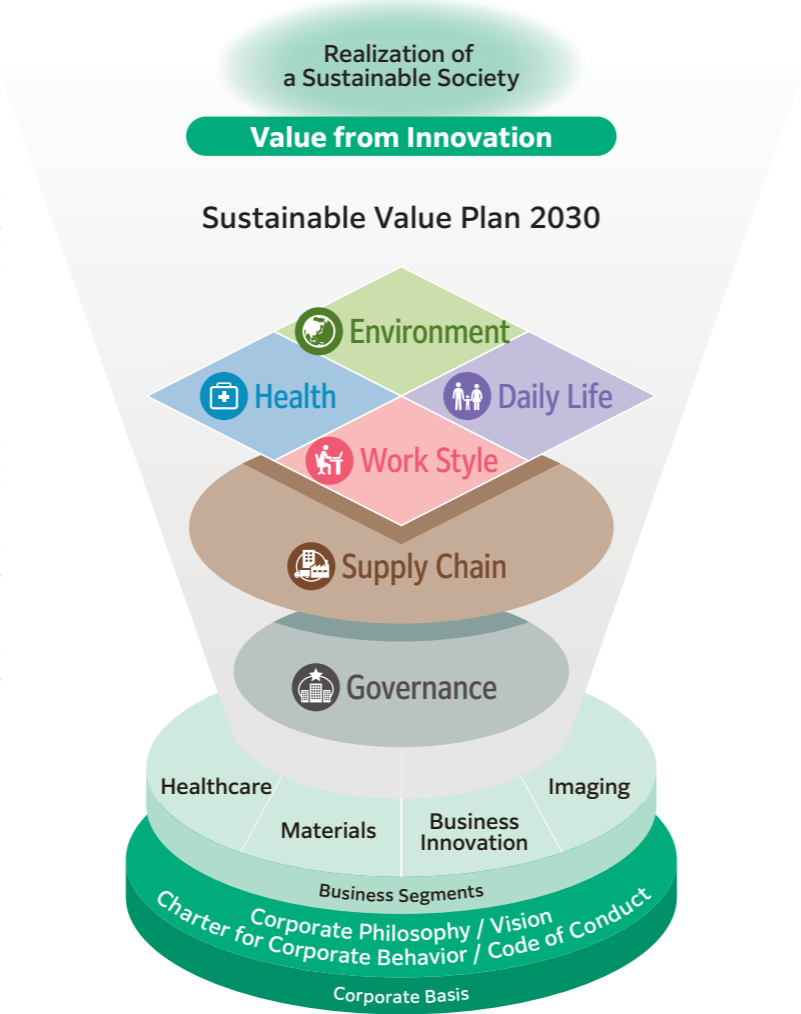 Realization of
a Sustainable Society
Value from Innovation
Sustainable Value Plan 2030
Environment
Health
Daily Life
Work Style
Supply Chain
Governance
Healthcare
Materials
Business
Innovation
Imaging
Business Segments
Corporate Philosophy / Vision
Charter for Corporate Behavior / Code of Conduct
Corporate Basis